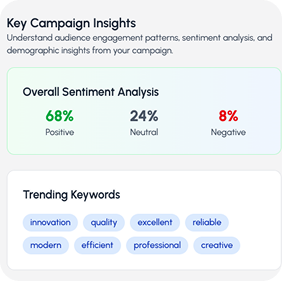 Key Campaign Insights
Understand audience engagement patterns, sentiment analysis, and
demographic insights from your campaign.
Overall Sentiment Analysis
68% 24% 8%
Positive Neutral Negative
Trending Keywords
innovation quality excellent reliable
modern efficient professional creative